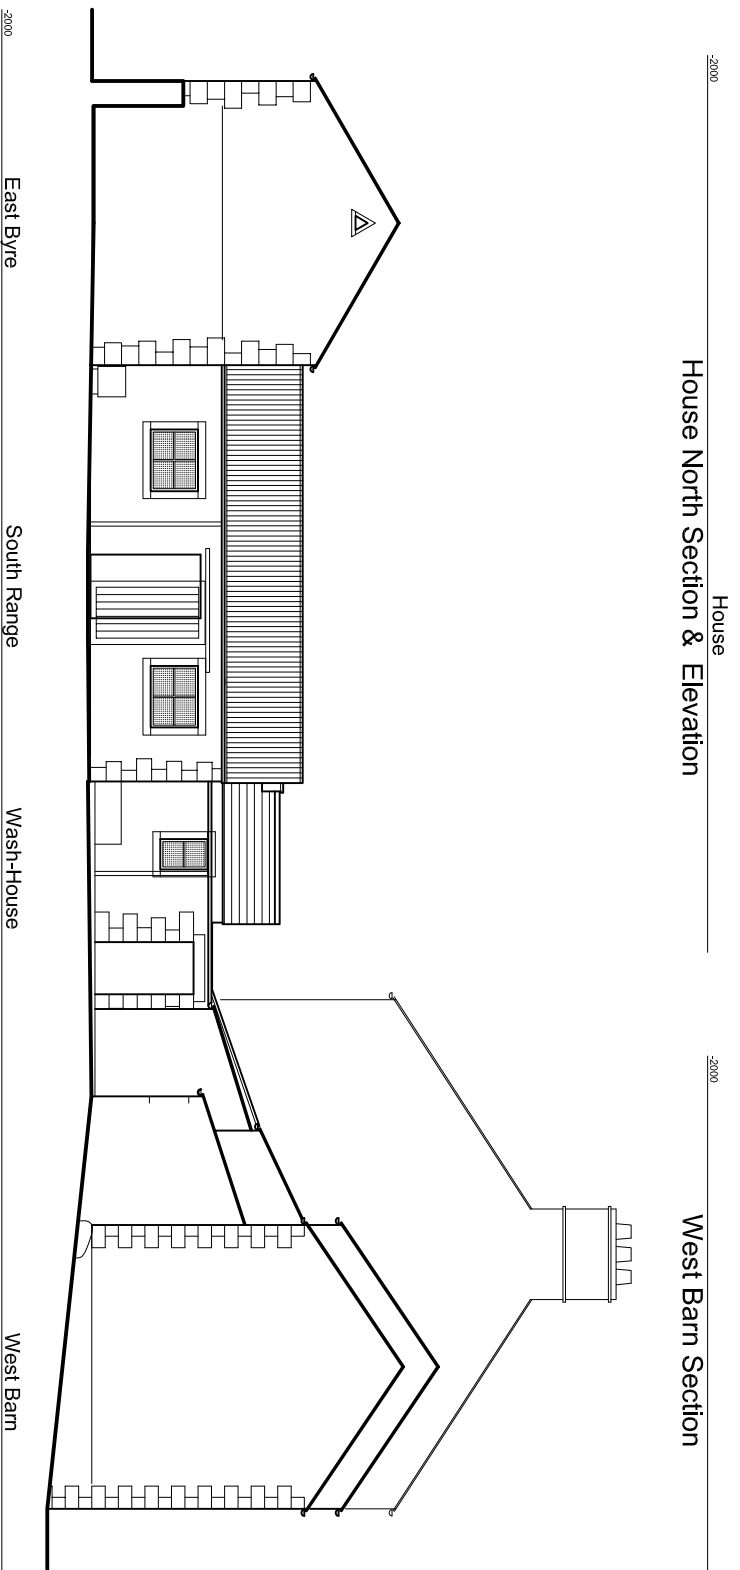 -2000
House
House North Section & Elevation
-2000
West Barn Section
-2000
East Byre
South Range
Wash-House
West Barn